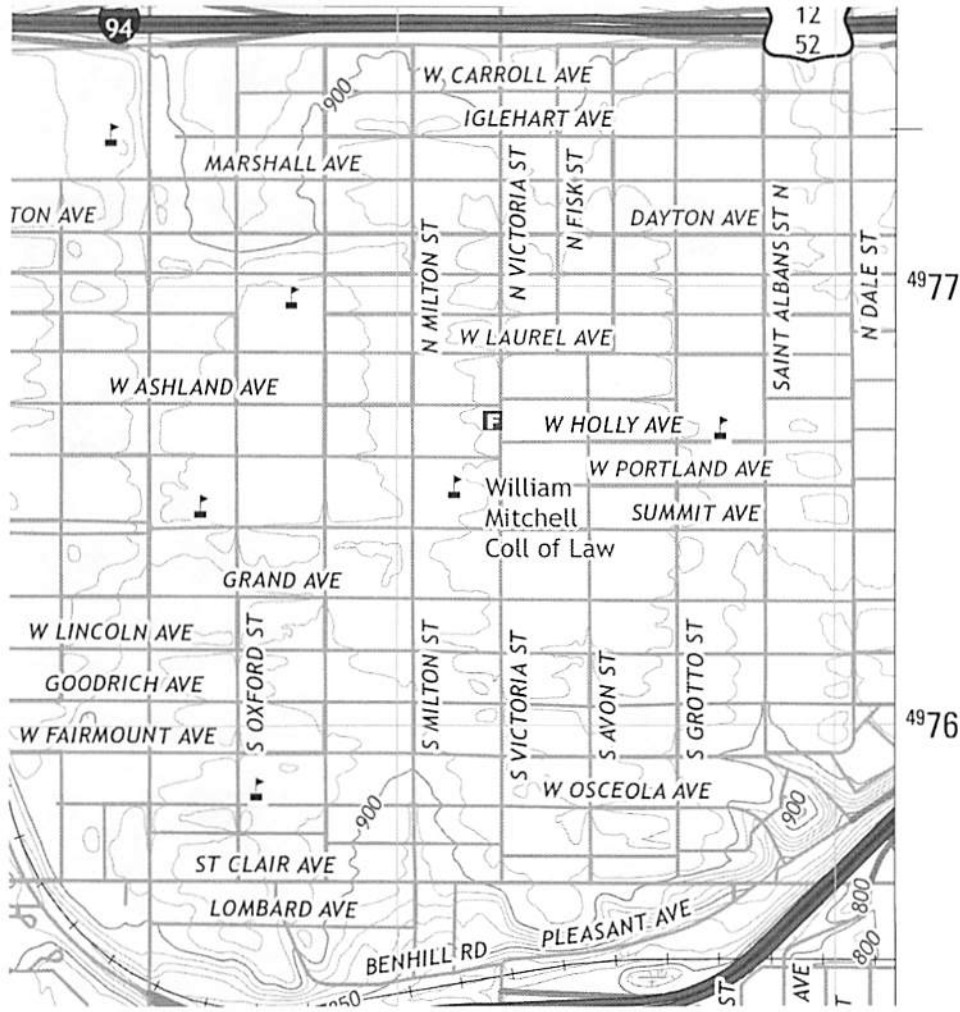 94
12
52
W CARROLL AVE
900
IGLEHART AVE
MARSHALL AVE
N VICTORIA ST
N FISK ST
TON AVE
DAYTON AVE
SAINT ALBANS ST N
N MILTON ST
N DALE ST
4977
W LAUREL AVE
W ASHLAND AVE
F
W HOLLY AVE
W PORTLAND AVE
William
Mitchell
Coll of Law
SUMMIT AVE
GRAND AVE
W LINCOLN AVE
S OXFORD ST
S MILTON ST
S VICTORIA ST
S AVON ST
S GROTTO ST
GOODRICH AVE
4976
W FAIRMOUNT AVE
W OSCEOLA AVE
900
900
ST CLAIR AVE
800
LOMBARD AVE
PLEASANT AVE
BENHILL RD
800
850
ST
AVE
T